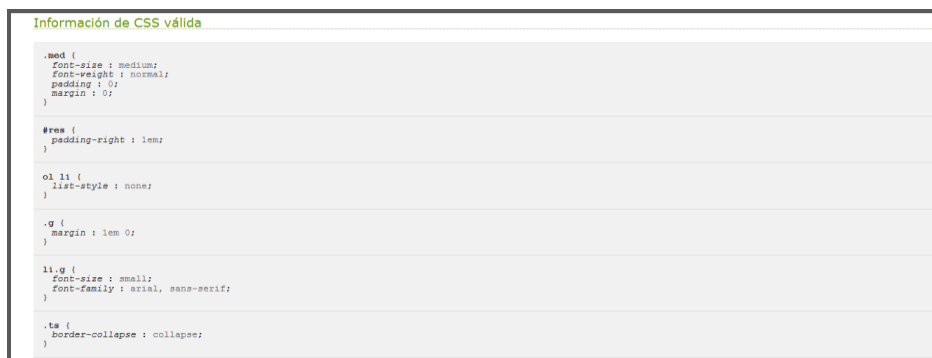 Información de CSS válida
.med {
font-size : medium;
font-weight : normal;
padding : 0;
margin : 0;
}
#res {
padding-right : 1em;
}
ol li {
list-style : none;
}
.g {
margin : 1em 0;
}
li.g {
font-size : small;
font-family : arial, sans-serif;
}
.ts {
border-collapse : collapse;
}